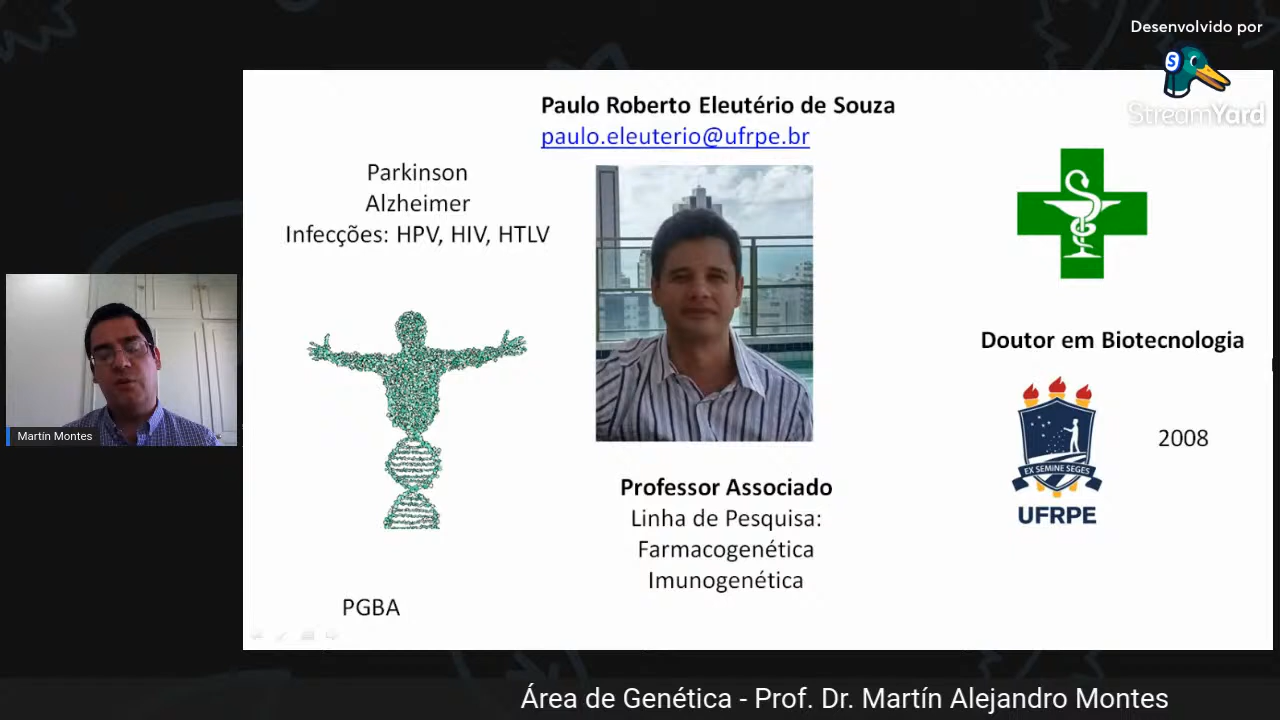 Desenvolvido por
StreamYard
Paulo Roberto Eleutério de Souza
paulo.eleuterio@ufrpe.br
Parkinson
Alzheimer
Infecções: HPV, HIV, HTLV
Doutor em Biotecnologia
EX SEMINE SEGES
UFRPE
2008
Martín Montes
Professor Associado
Linha de Pesquisa:
Farmacogenética
Imunogenética
PGBA
Área de Genética - Prof. Dr. Martín Alejandro Montes